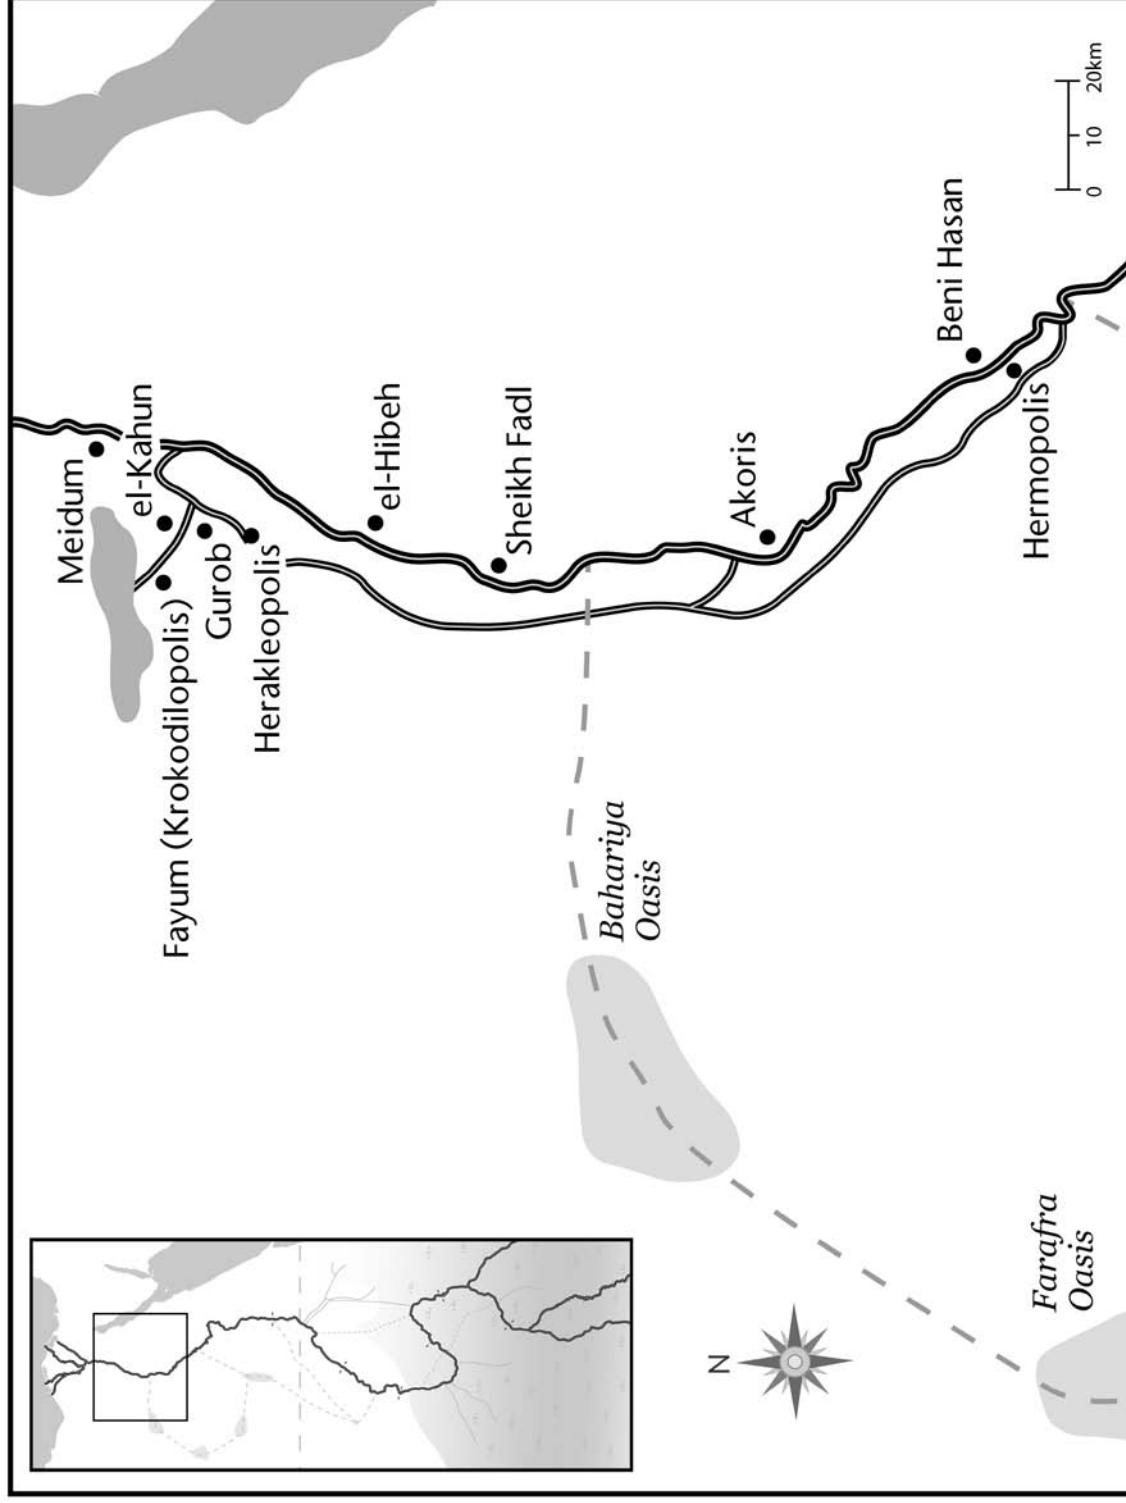 Meidum
el-Kahun
Fayum (Krokodilopolis)
Gurob
Herakleopolis
el-Hibeh
Sheikh Fadl
Akoris
Beni Hasan
Hermopolis
Bahariya
Oasis
Farafra
Oasis
N
0 10 20km